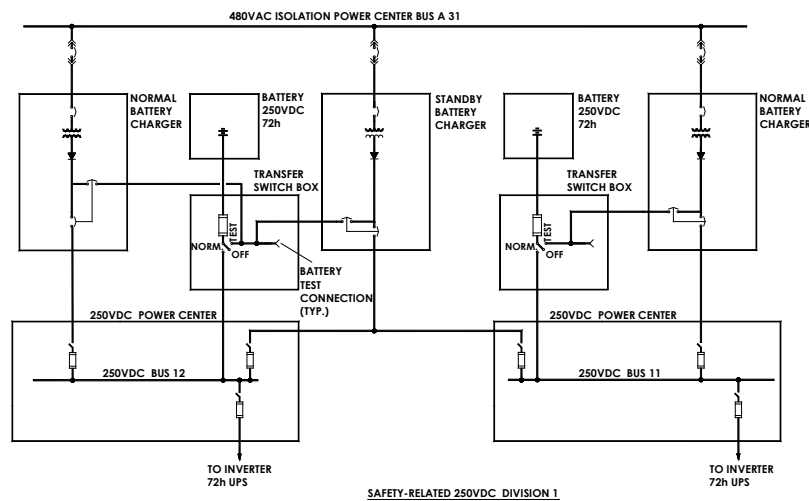 480VAC ISOLATION POWER CENTER BUS A 31
NORMAL
BATTERY
CHARGER
BATTERY
250VDC
72h
STANDBY
BATTERY
CHARGER
BATTERY
250VDC
72h
NORMAL
BATTERY
CHARGER
TRANSFER
SWITCH BOX
TRANSFER
SWITCH BOX
TEST
NORM.
OFF
TEST
NORM.
OFF
BATTERY
TEST
CONNECTION
(TYP.)
250VDC POWER CENTER
250VDC POWER CENTER
250VDC BUS 12
250VDC BUS 11
TO INVERTER
72h UPS
TO INVERTER
72h UPS
SAFETY-RELATED 250VDC DIVISION 1